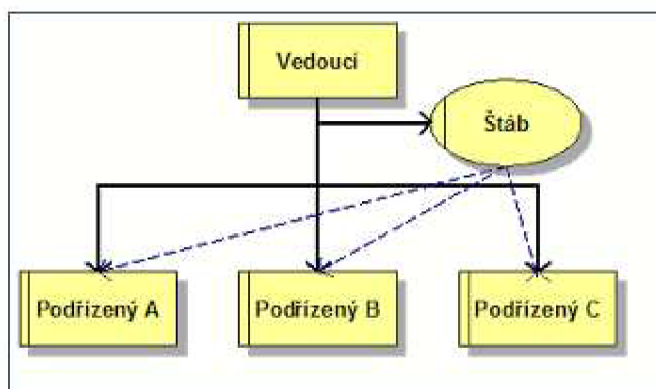 Vedoucí
Štáb
Podřízený A
Podřízený B
Podřízený C